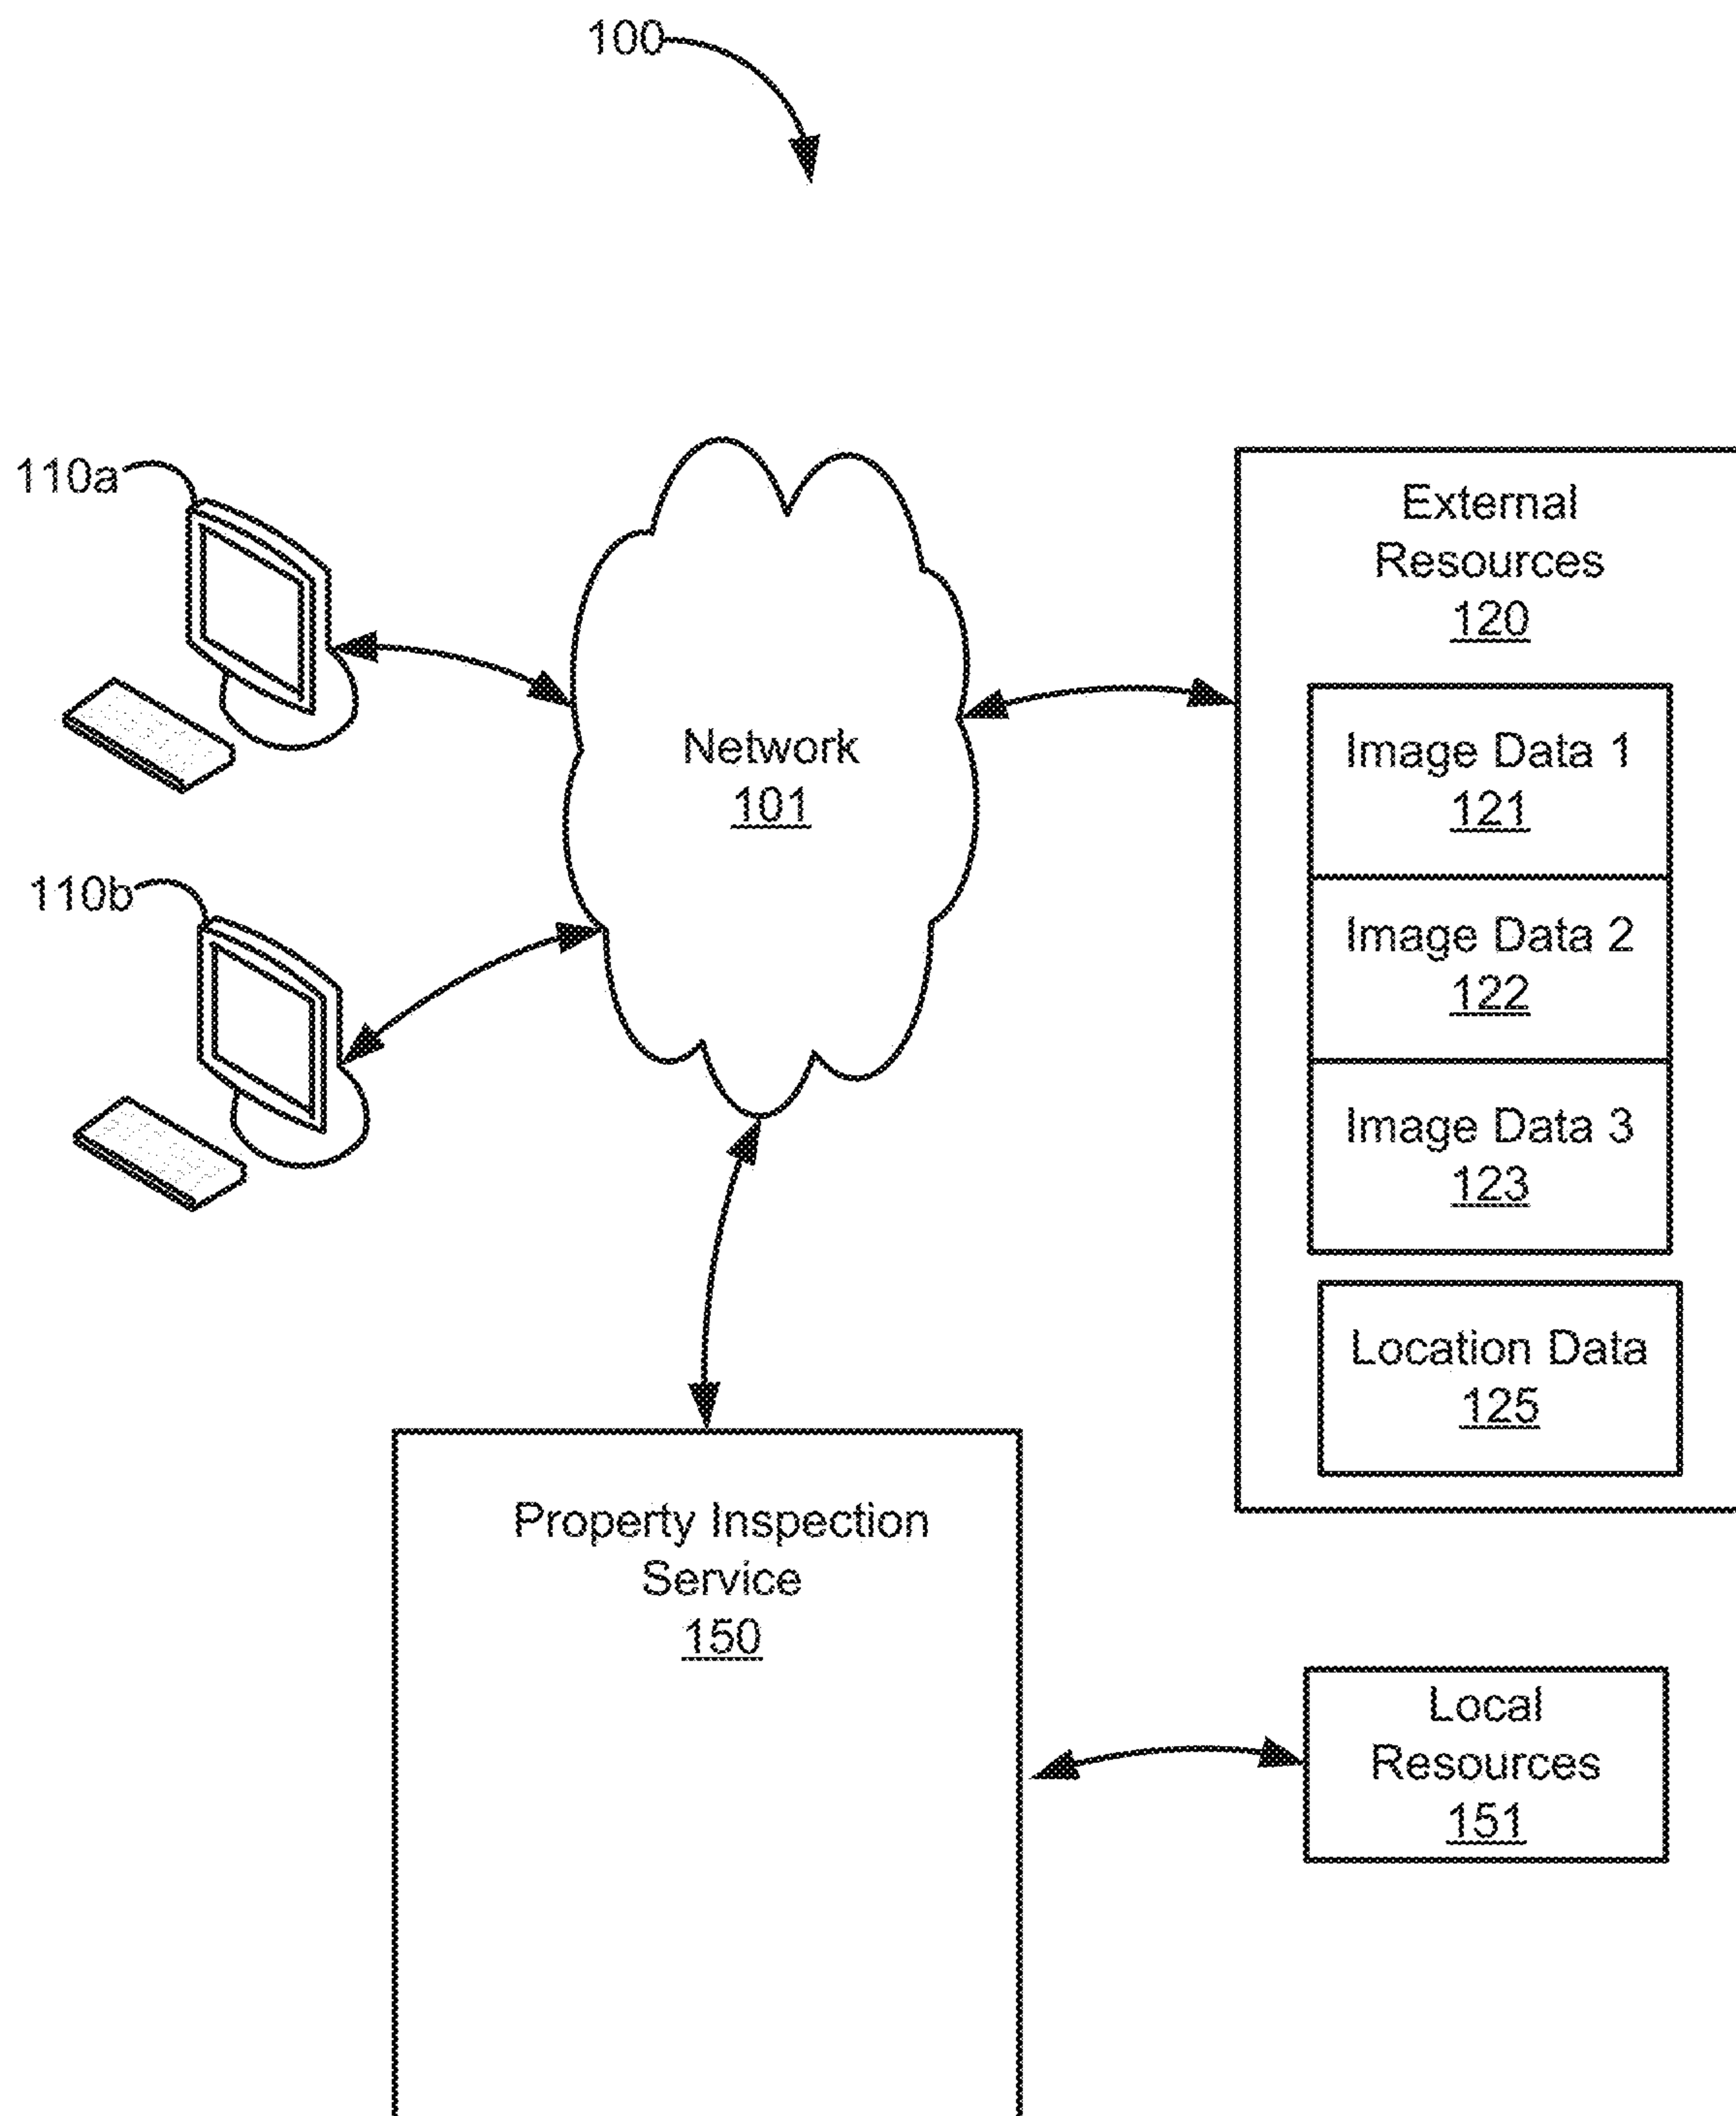 100
110a
110b
Network
101
External
Resources
120
Image Data 1
121
Image Data 2
122
Image Data 3
123
Location Data
125
Property Inspection
Service
150
Local
Resources
151